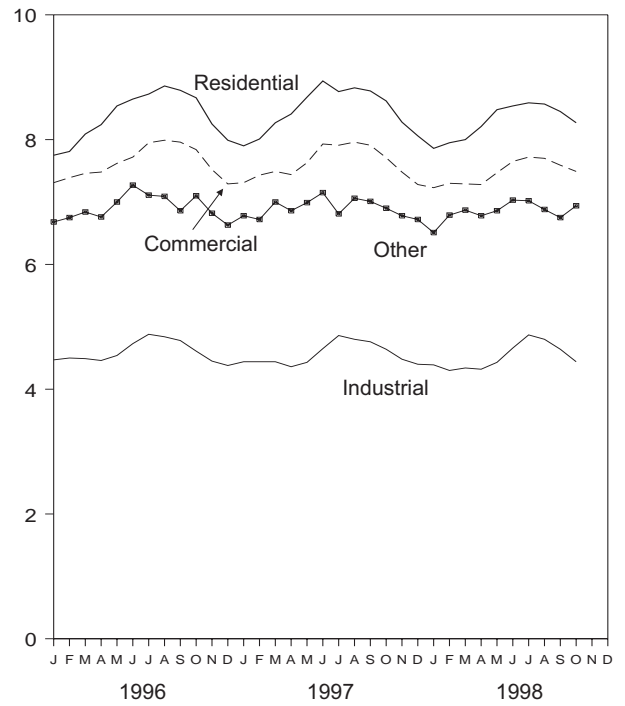 10
8
6
4
2
0
Residential
Commercial
Other
Industrial
J F M A M J J A S O N D J F M A M J J A S O N D J F M A M J J A S O N D
1996 1997 1998